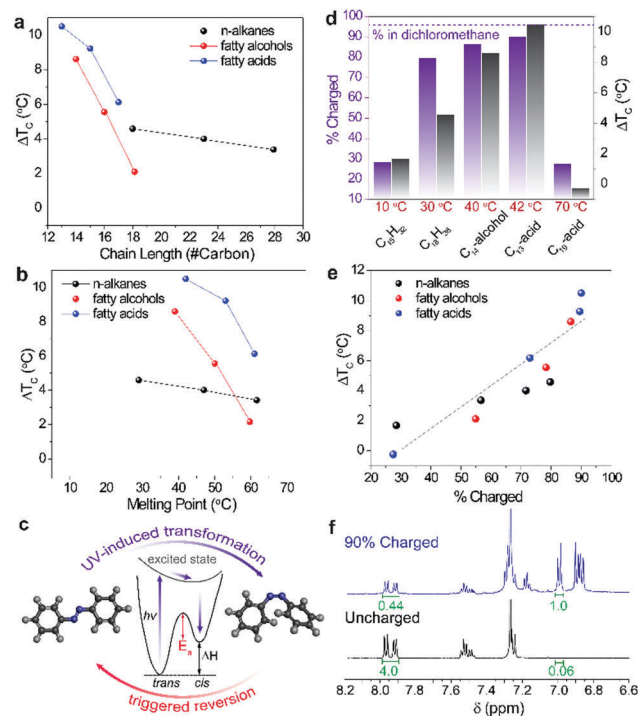 a
n-alkanes
fatty alcohols
fatty acids
ΔT_C (°C)
10
8
6
4
2
0
12 14 16 18 20 22 24 26 28 30
Chain Length (#Carbon)
d
% in dichloromethane
% Charged
100
90
80
70
60
50
40
30
20
10
ΔT_C (°C)
10
8
6
4
2
0
10 °C 30 °C 40 °C 42 °C 70 °C
C₁₄-alcohol
C₁₃-acid
C₁₉-acid
b
n-alkanes
fatty alcohols
fatty acids
ΔT_C (°C)
10
8
6
4
2
0
10 20 30 40 50 60 70
Melting Point (°C)
e
n-alkanes
fatty alcohols
fatty acids
ΔT_C (°C)
12
10
8
6
4
2
0
20 30 40 50 60 70 80 90 100
% Charged
c
UV-induced transformation
excited state
hν
E_a
ΔH
trans cis
triggered reversion
f
90% Charged
0.44 1.0
Uncharged
4.0 0.06
8.2 8.0 7.8 7.6 7.4 7.2 7.0 6.8 6.6
δ (ppm)